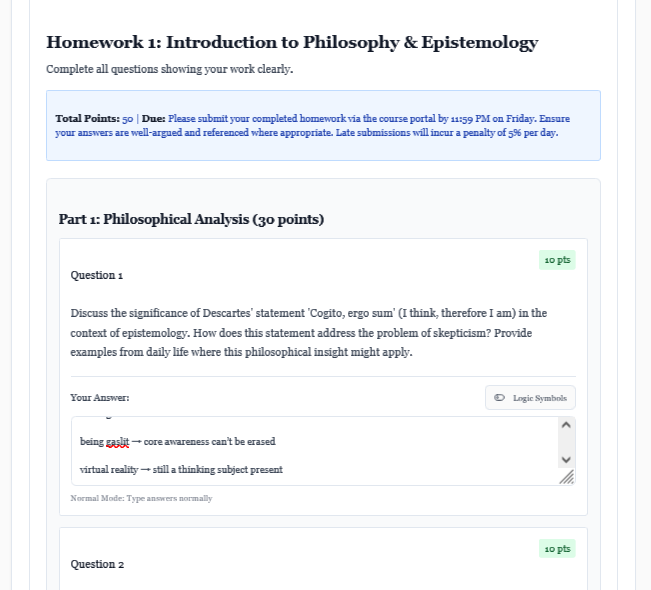 Homework 1: Introduction to Philosophy & Epistemology
Complete all questions showing your work clearly.
Total Points: 50 | Due: Please submit your completed homework via the course portal by 11:59 PM on Friday. Ensure
your answers are well-argued and referenced where appropriate. Late submissions will incur a penalty of 5% per day.
Part 1: Philosophical Analysis (30 points)
10 pts
Question 1
Discuss the significance of Descartes' statement 'Cogito, ergo sum' (I think, therefore I am) in the
context of epistemology. How does this statement address the problem of skepticism? Provide
examples from daily life where this philosophical insight might apply.
Your Answer:
Logic Symbols
being gaslit → core awareness can't be erased
virtual reality → still a thinking subject present
Normal Mode: Type answers normally
10 pts
Question 2